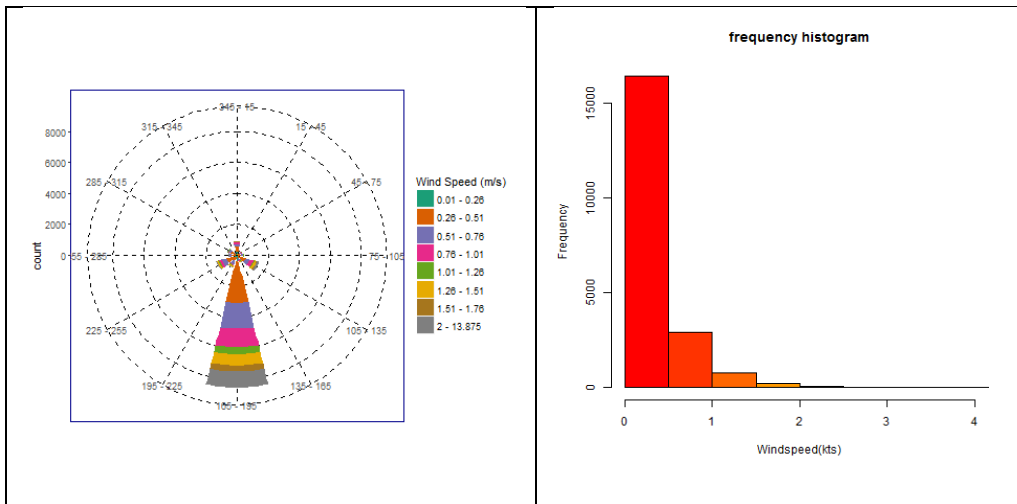 345 - 15
315 - 345
15 - 45
285 - 315
45 - 75
55 - 285
75 - 105
225 - 255
105 - 135
195 - 225
135 - 165
165 - 195
8000
6000
4000
2000
0
count
Wind Speed (m/s)
0.01 - 0.26
0.26 - 0.51
0.51 - 0.76
0.76 - 1.01
1.01 - 1.26
1.26 - 1.51
1.51 - 1.76
2 - 13.875
frequency histogram
15000
10000
5000
0
Frequency
0 1 2 3 4
Windspeed(kts)